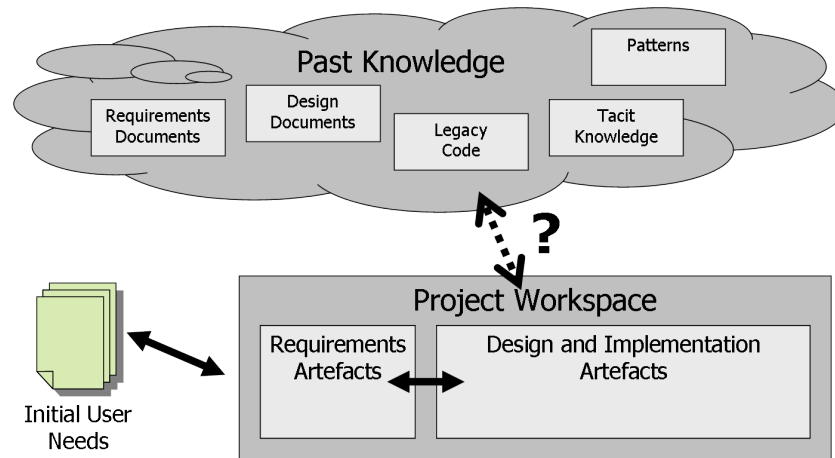 Past Knowledge
Patterns
Requirements
Documents
Design
Documents
Legacy
Code
Tacit
Knowledge
?
Project Workspace
Requirements
Artefacts
Design and Implementation
Artefacts
Initial User
Needs